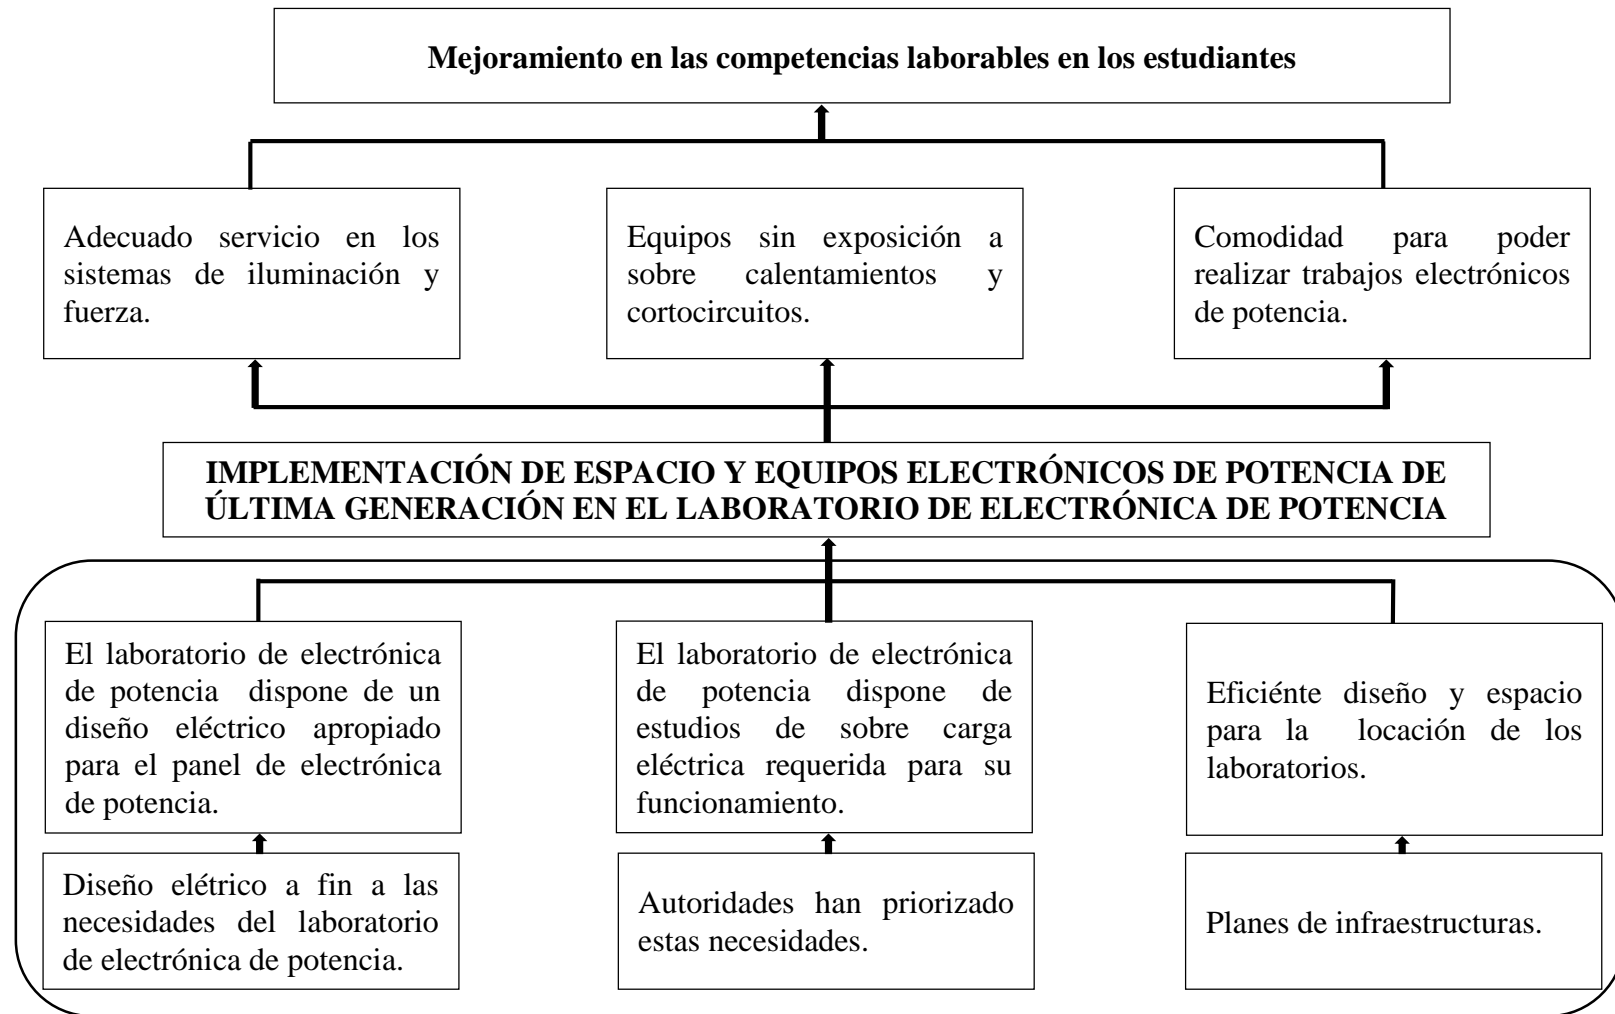 Mejoramiento en las competencias laborables en los estudiantes
Adecuado servicio en los
sistemas de iluminación y
fuerza.
Equipos sin exposición a
sobre calentamientos y
cortocircuitos.
Comodidad para poder
realizar trabajos electrónicos
de potencia.
IMPLEMENTACIÓN DE ESPACIO Y EQUIPOS ELECTRÓNICOS DE POTENCIA DE
ÚLTIMA GENERACIÓN EN EL LABORATORIO DE ELECTRÓNICA DE POTENCIA
El laboratorio de electrónica
de potencia dispone de un
diseño eléctrico apropiado
para el panel de electrónica
de potencia.
El laboratorio de electrónica
de potencia dispone de
estudios de sobre carga
eléctrica requerida para su
funcionamiento.
Eficiénte diseño y espacio
para la locación de los
laboratorios.
Diseño elétrico a fin a las
necesidades del laboratorio
de electrónica de potencia.
Autoridades han priorizado
estas necesidades.
Planes de infraestructuras.